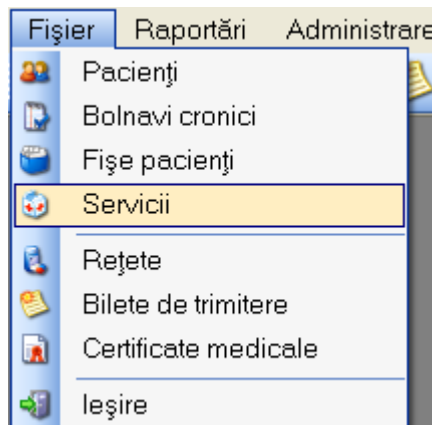 Fişier Raportări Administrare
Pacienţi
Bolnavi cronici
Fişe pacienţi
Servicii
Reţete
Bilete de trimitere
Certificate medicale
Ieşire